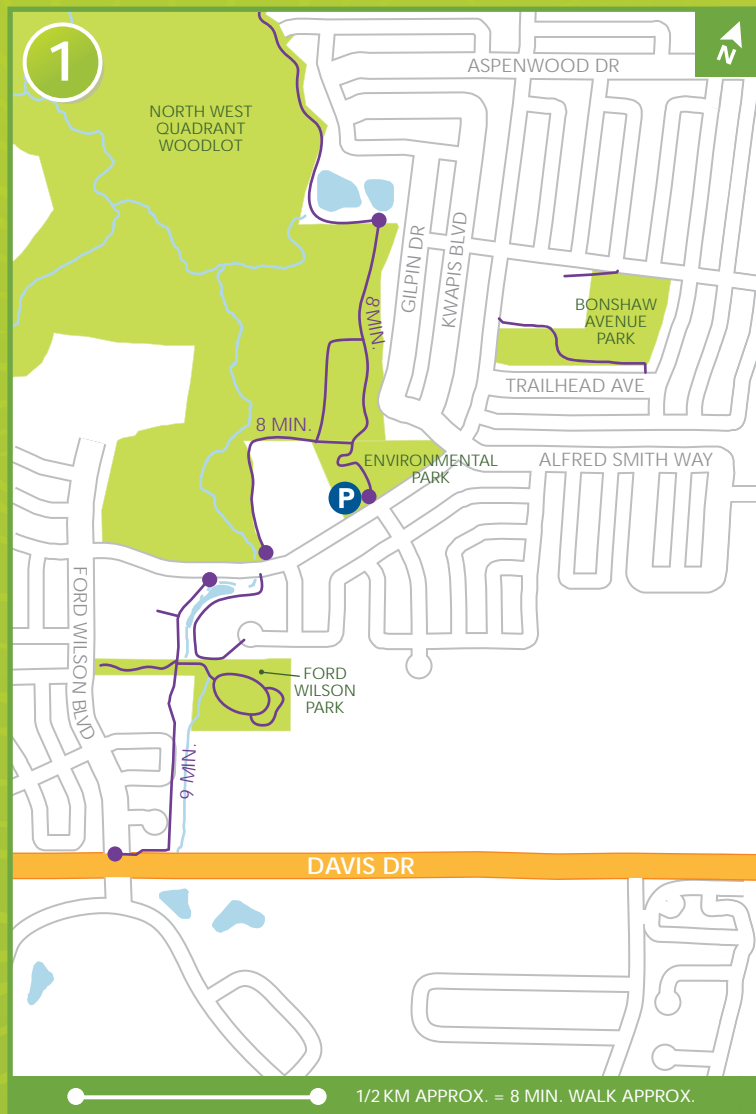 1
N
ASPENWOOD DR
NORTH WEST
QUADRANT
WOODLOT
GILPIN DR
KWAPIS BLVD
8 MIN.
BONSHAW
AVENUE
PARK
TRAILHEAD AVE
8 MIN.
ENVIRONMENTAL
PARK
ALFRED SMITH WAY
P
FORD WILSON BLVD
FORD
WILSON
PARK
9 MIN.
DAVIS DR
1/2 KM APPROX. = 8 MIN. WALK APPROX.